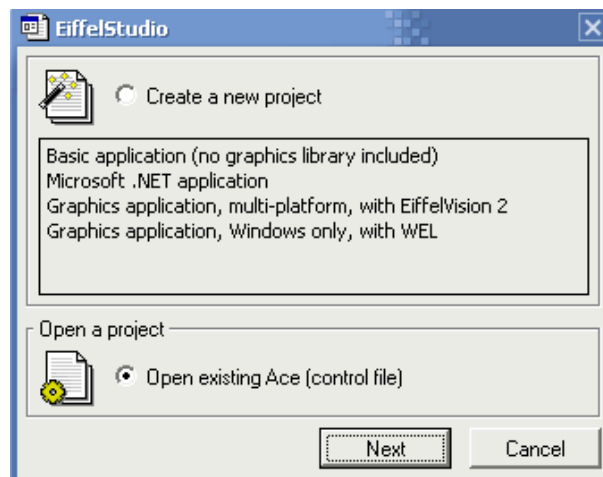 EiffelStudio
Create a new project
Basic application (no graphics library included)
Microsoft .NET application
Graphics application, multi-platform, with EiffelVision 2
Graphics application, Windows only, with WEL
Open a project
Open existing Ace (control file)
Next
Cancel